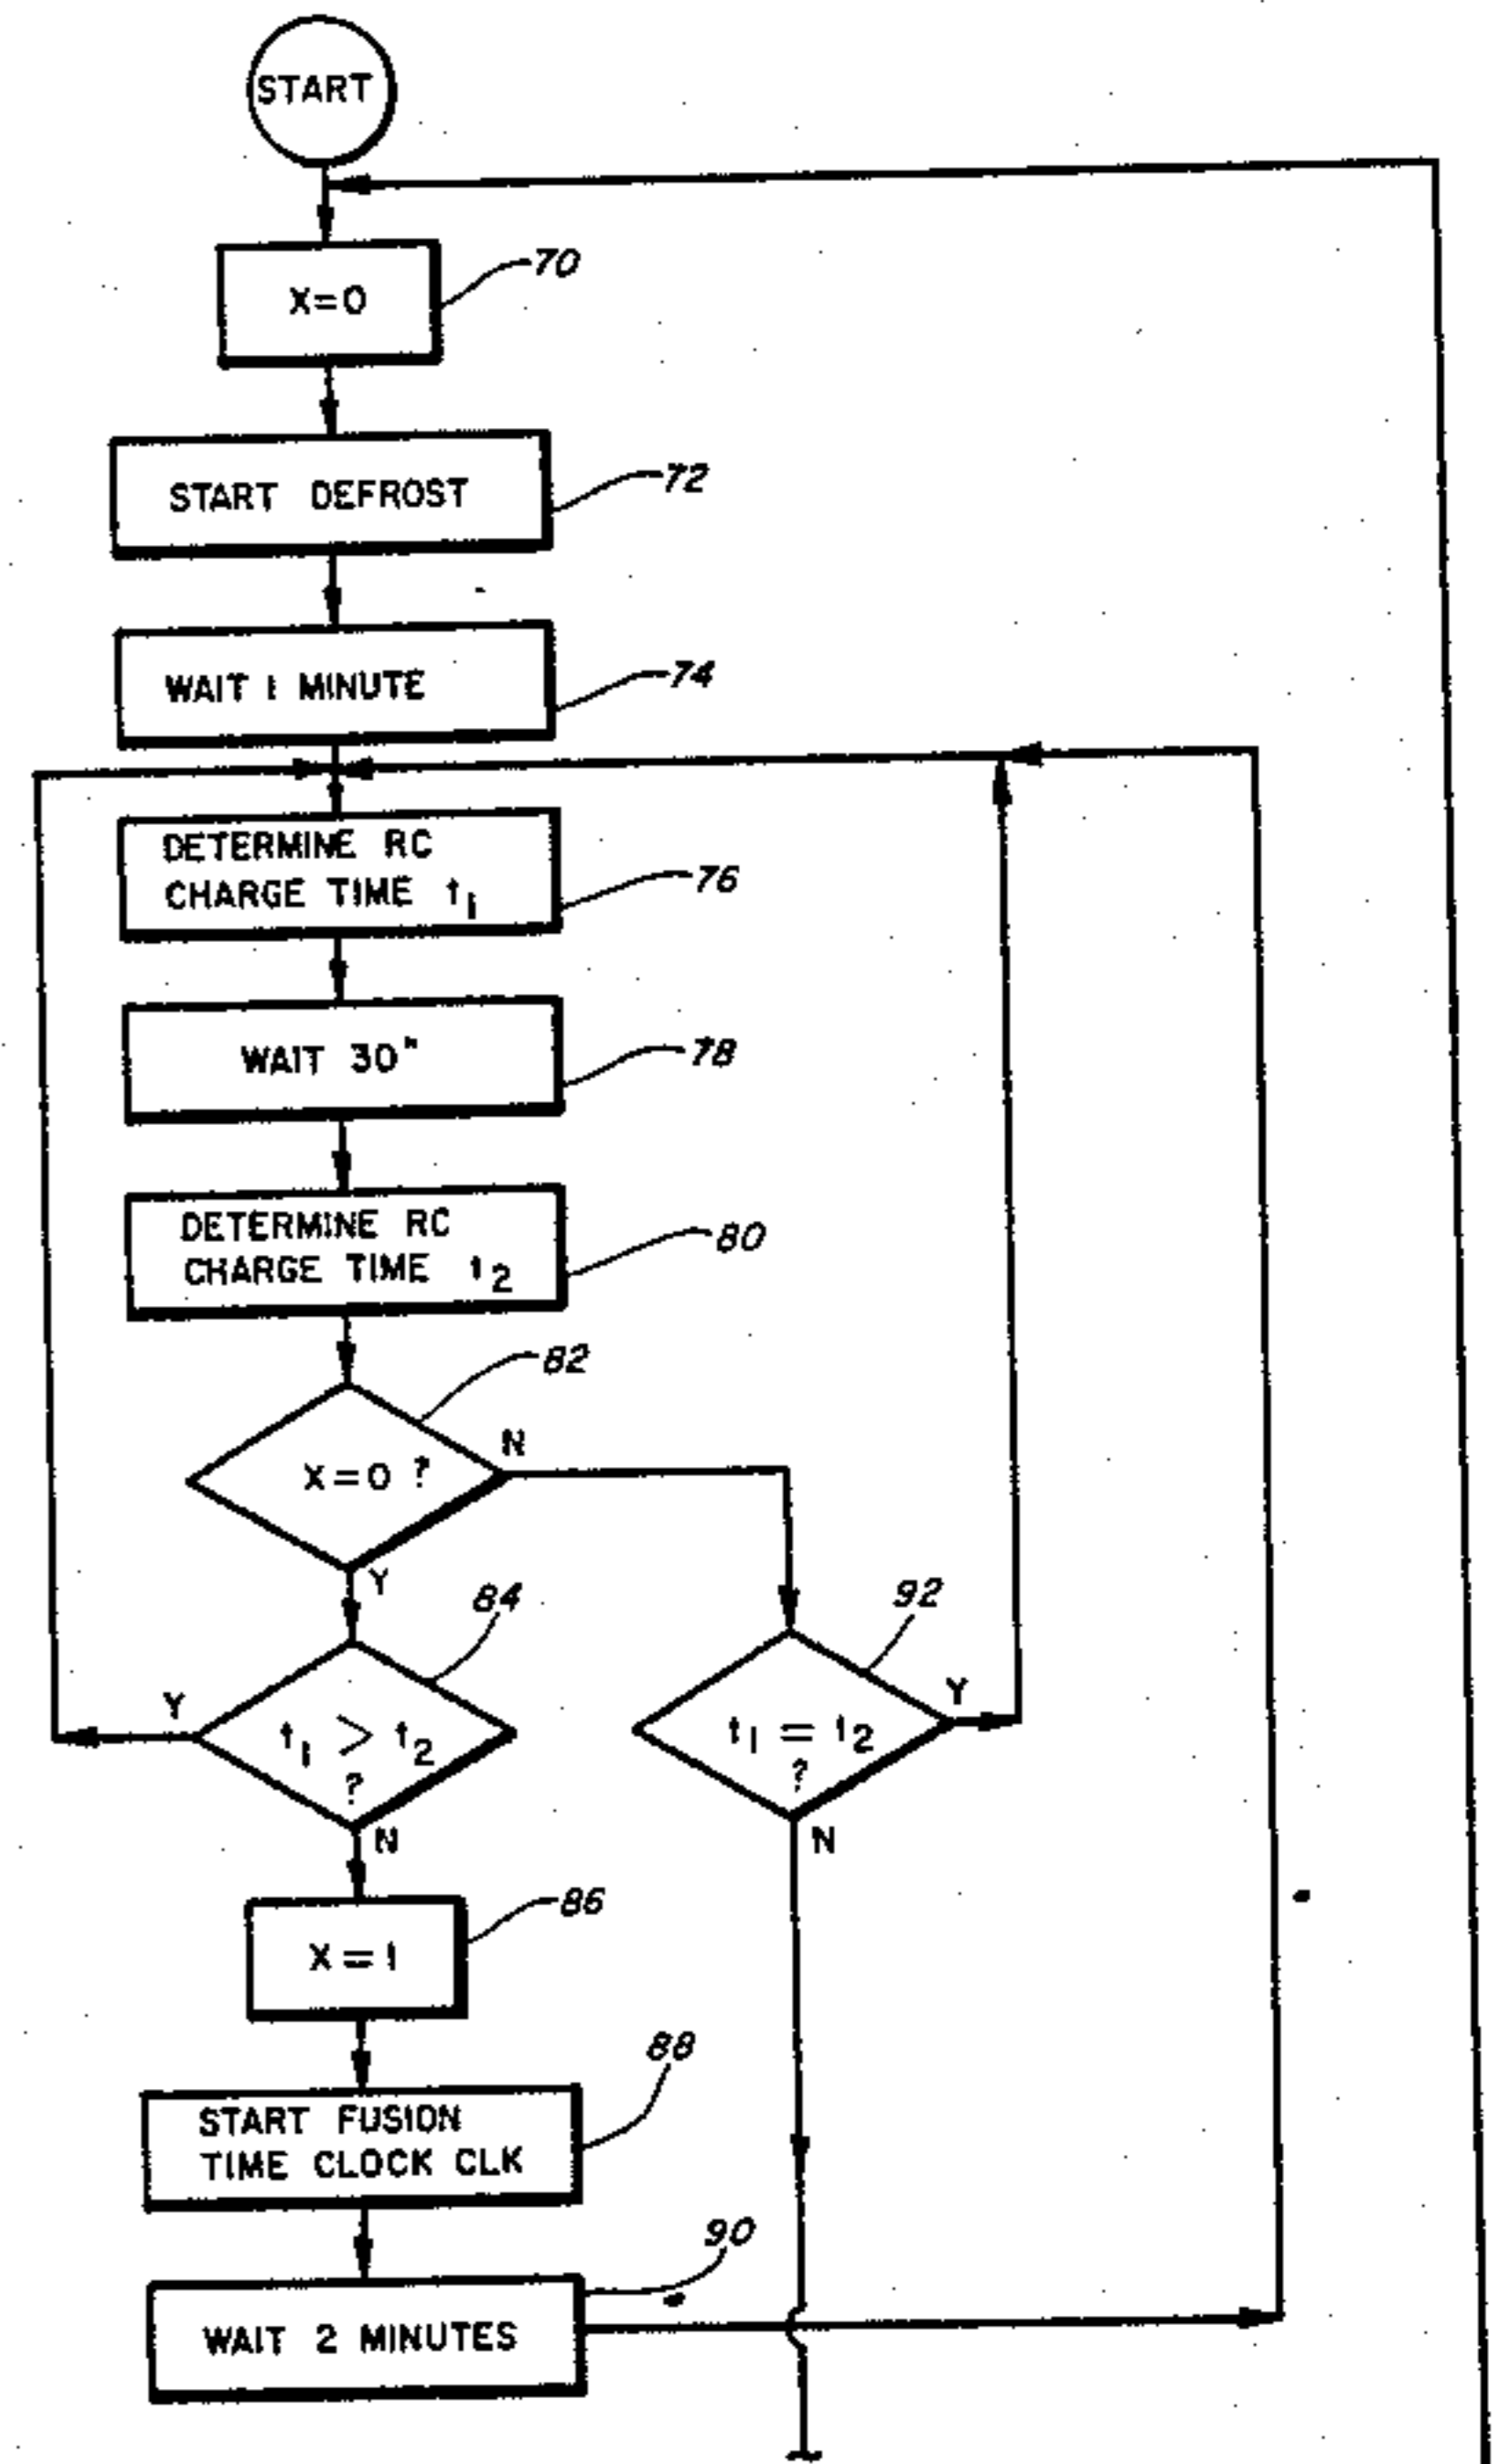 START
X=0
70
START DEFROST
72
WAIT 1 MINUTE
74
DETERMINE RC
CHARGE TIME t1
76
WAIT 30"
78
DETERMINE RC
CHARGE TIME t2
80
82
X=0 ?
N
Y
84
92
Y
t1 > t2
?
N
t1 = t2
?
Y
N
X=1
86
88
START FUSION
TIME CLOCK CLK
90
WAIT 2 MINUTES